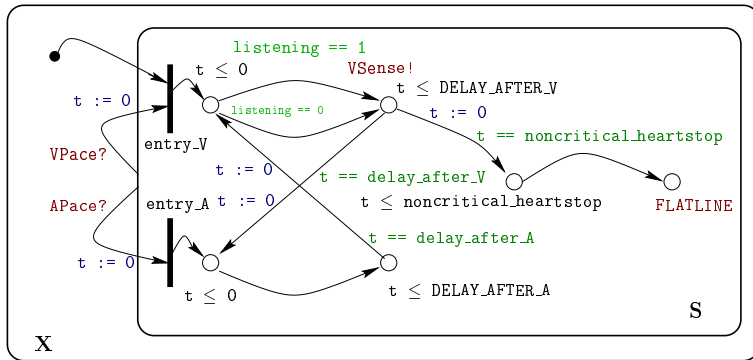 listening == 1
t ≤ 0
VSense!
t ≤ DELAY_AFTER_V
t := 0
listening == 0
t := 0
t == noncritical_heartstop
entry_V
VPace?
t := 0
t == delay_after_V
APace?
entry_A
t := 0
t ≤ noncritical_heartstop
FLATLINE
t == delay_after_A
t := 0
t ≤ 0
t ≤ DELAY_AFTER_A
S
X